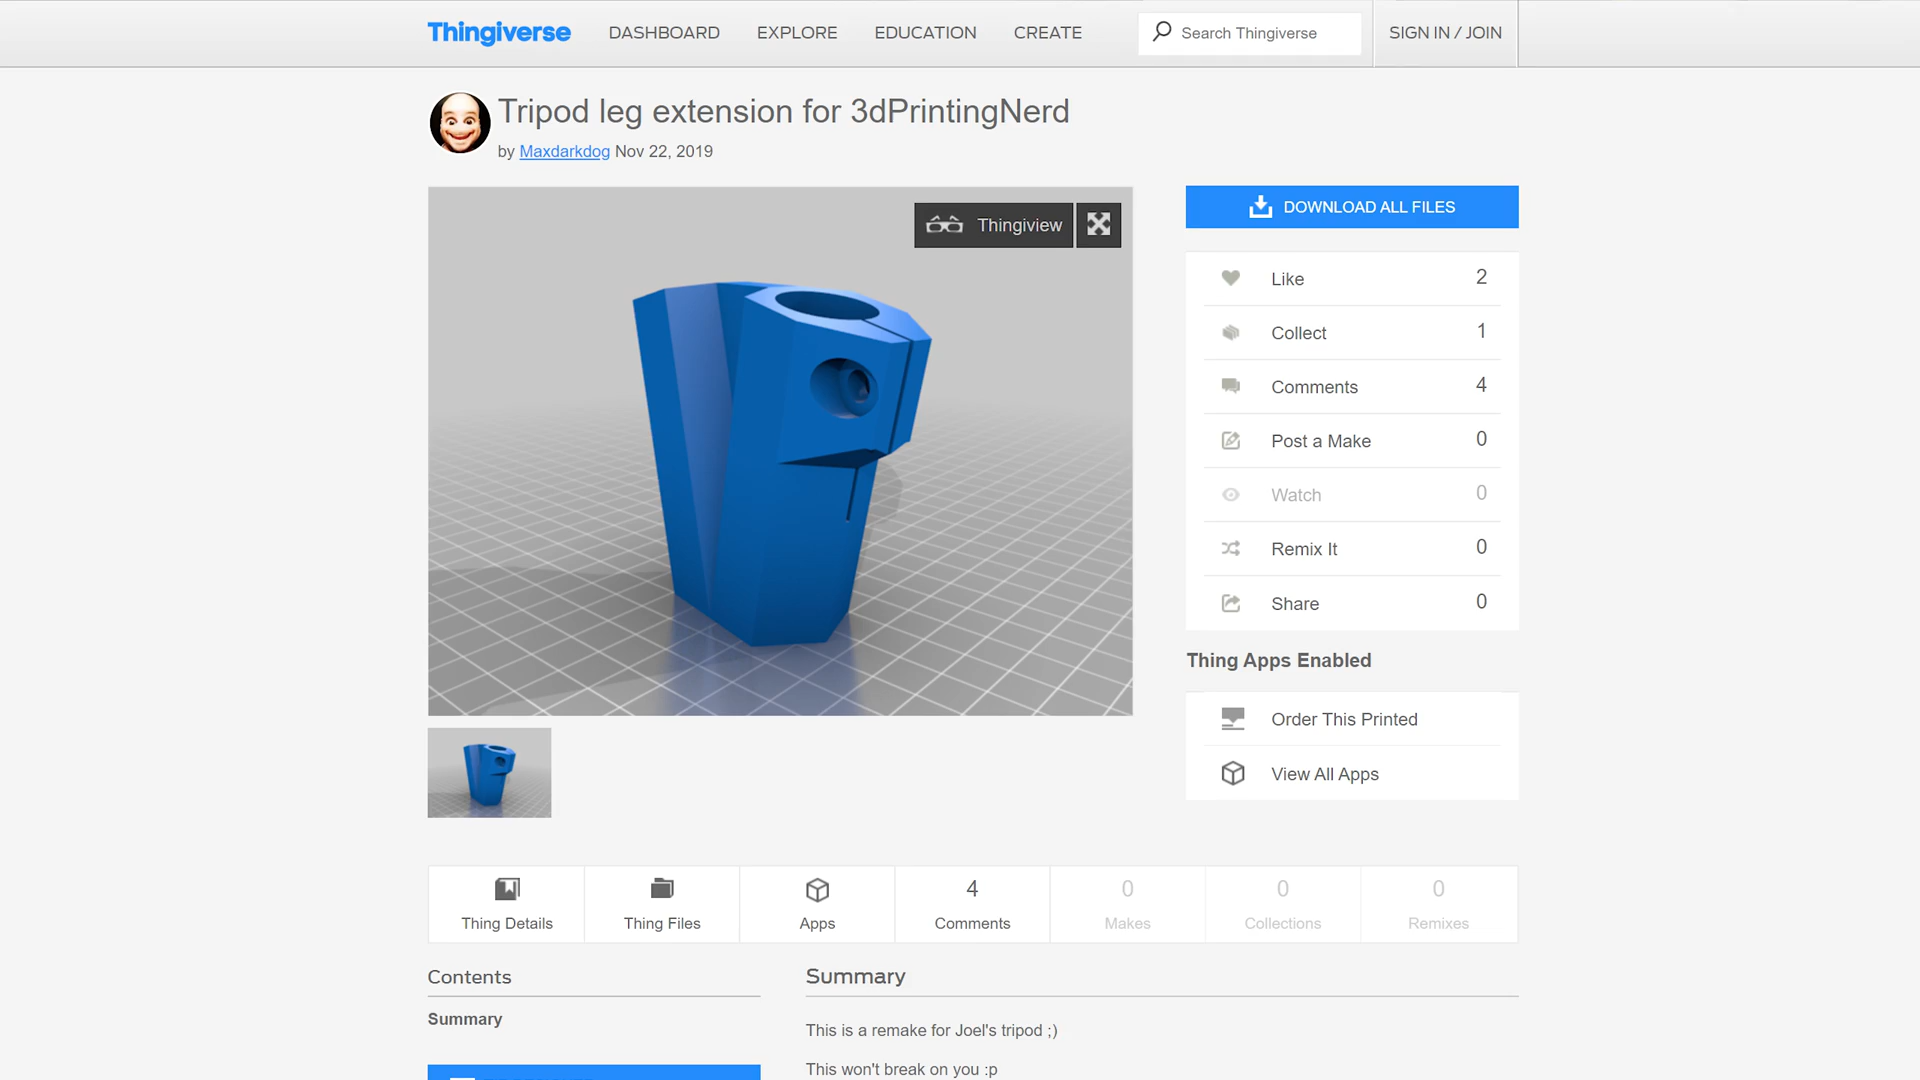 Thingiverse
DASHBOARD
EXPLORE
EDUCATION
CREATE
Search Thingiverse
SIGN IN / JOIN
Tripod leg extension for 3dPrintingNerd
by Maxdarkdog Nov 22, 2019
Thingiview
DOWNLOAD ALL FILES
Like 2
Collect 1
Comments 4
Post a Make 0
Watch 0
Remix It 0
Share 0
Thing Apps Enabled
Order This Printed
View All Apps
Thing Details
Thing Files
Apps
4
Comments
0
Makes
0
Collections
0
Remixes
Contents
Summary
Summary
This is a remake for Joel's tripod ;)
This won't break on you :p